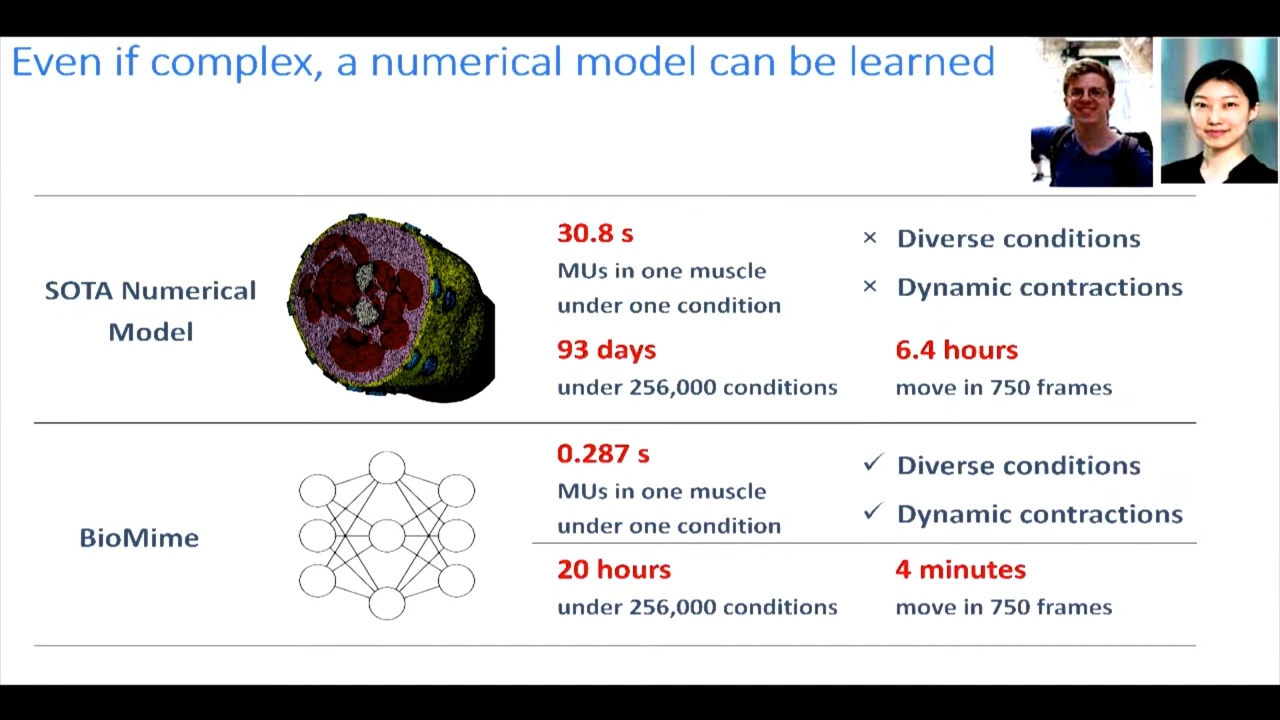 Even if complex, a numerical model can be learned
SOTA Numerical
Model
30.8 s
MUs in one muscle
under one condition
93 days
under 256,000 conditions
× Diverse conditions
× Dynamic contractions
6.4 hours
move in 750 frames
BioMime
0.287 s
MUs in one muscle
under one condition
20 hours
under 256,000 conditions
✓ Diverse conditions
✓ Dynamic contractions
4 minutes
move in 750 frames